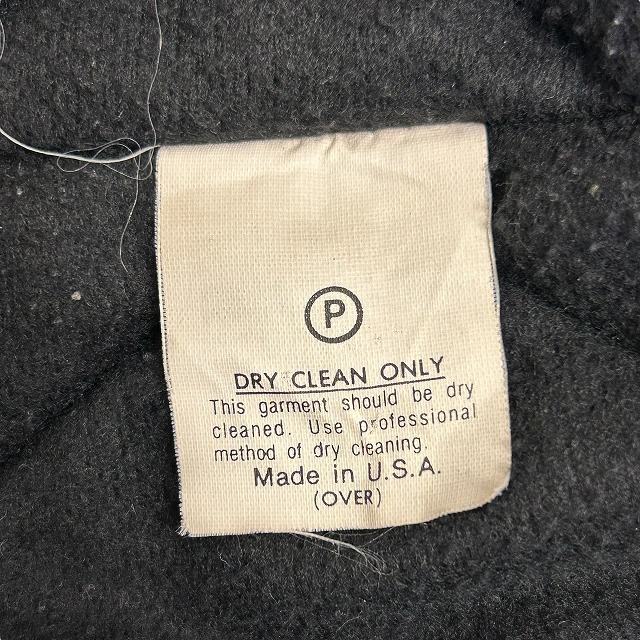 P
DRY CLEAN ONLY
This garment should be dry
cleaned. Use professional
method of dry cleaning.
Made in U.S.A.
(OVER)